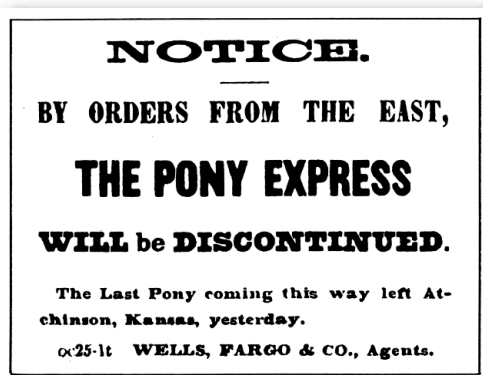 NOTICE.
BY ORDERS FROM THE EAST,
THE PONY EXPRESS
WILL be DISCONTINUED.
The Last Pony coming this way left At-
chinson, Kansas, yesterday.
oc25-1t WELLS, FARGO & CO., Agents.